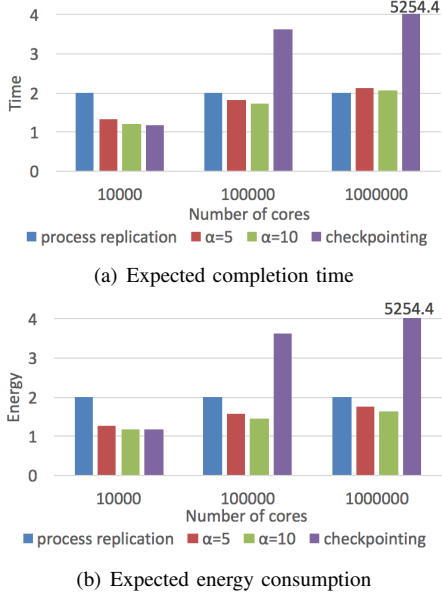 5254.4
4
3
2
1
0
Time
10000 100000 1000000
Number of cores
process replication α=5 α=10 checkpointing
(a) Expected completion time
5254.4
4
3
2
1
0
Energy
10000 100000 1000000
Number of cores
process replication α=5 α=10 checkpointing
(b) Expected energy consumption